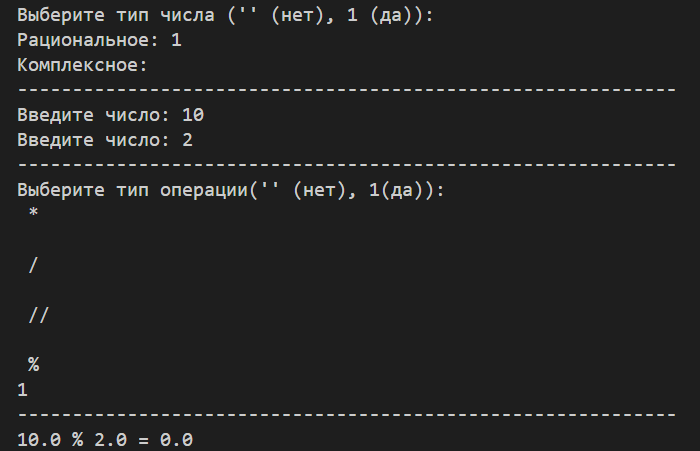 Выберите тип числа ('' (нет), 1 (да)):
Рациональное: 1
Комплексное:
------------------------------------------------------------
Введите число: 10
Введите число: 2
------------------------------------------------------------
Выберите тип операции('' (нет), 1(да)):
*
/
//
%
1
------------------------------------------------------------
10.0 % 2.0 = 0.0